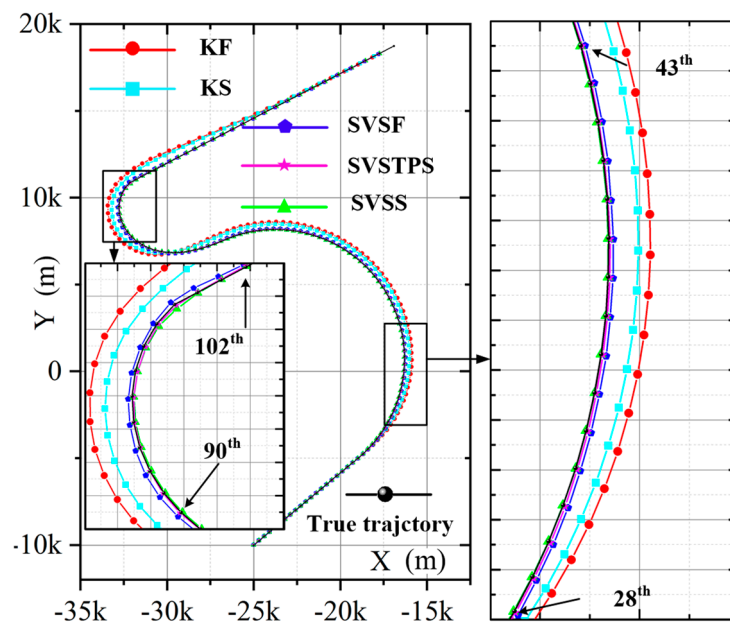 20k
KF
KS
43th
SVSF
SVSTPS
SVSS
10k
Y (m)
102th
0
90th
True trajctory
-10k
X (m)
28th
-35k -30k -25k -20k -15k